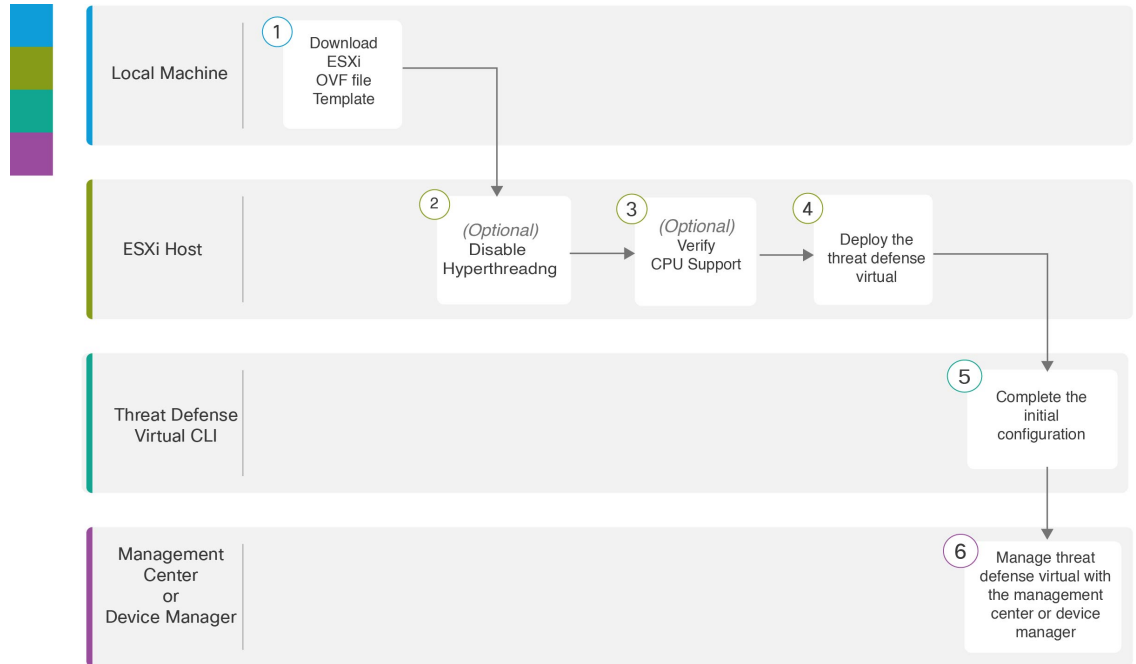 Local Machine
1
Download
ESXi
OVF file
Template
ESXi Host
2
(Optional)
Disable
Hyperthreadng
3
(Optional)
Verify
CPU Support
4
Deploy the
threat defense
virtual
Threat Defense
Virtual CLI
5
Complete the
initial
configuration
Management
Center
or
Device Manager
6
Manage threat
defense virtual with
the management
center or device
manager